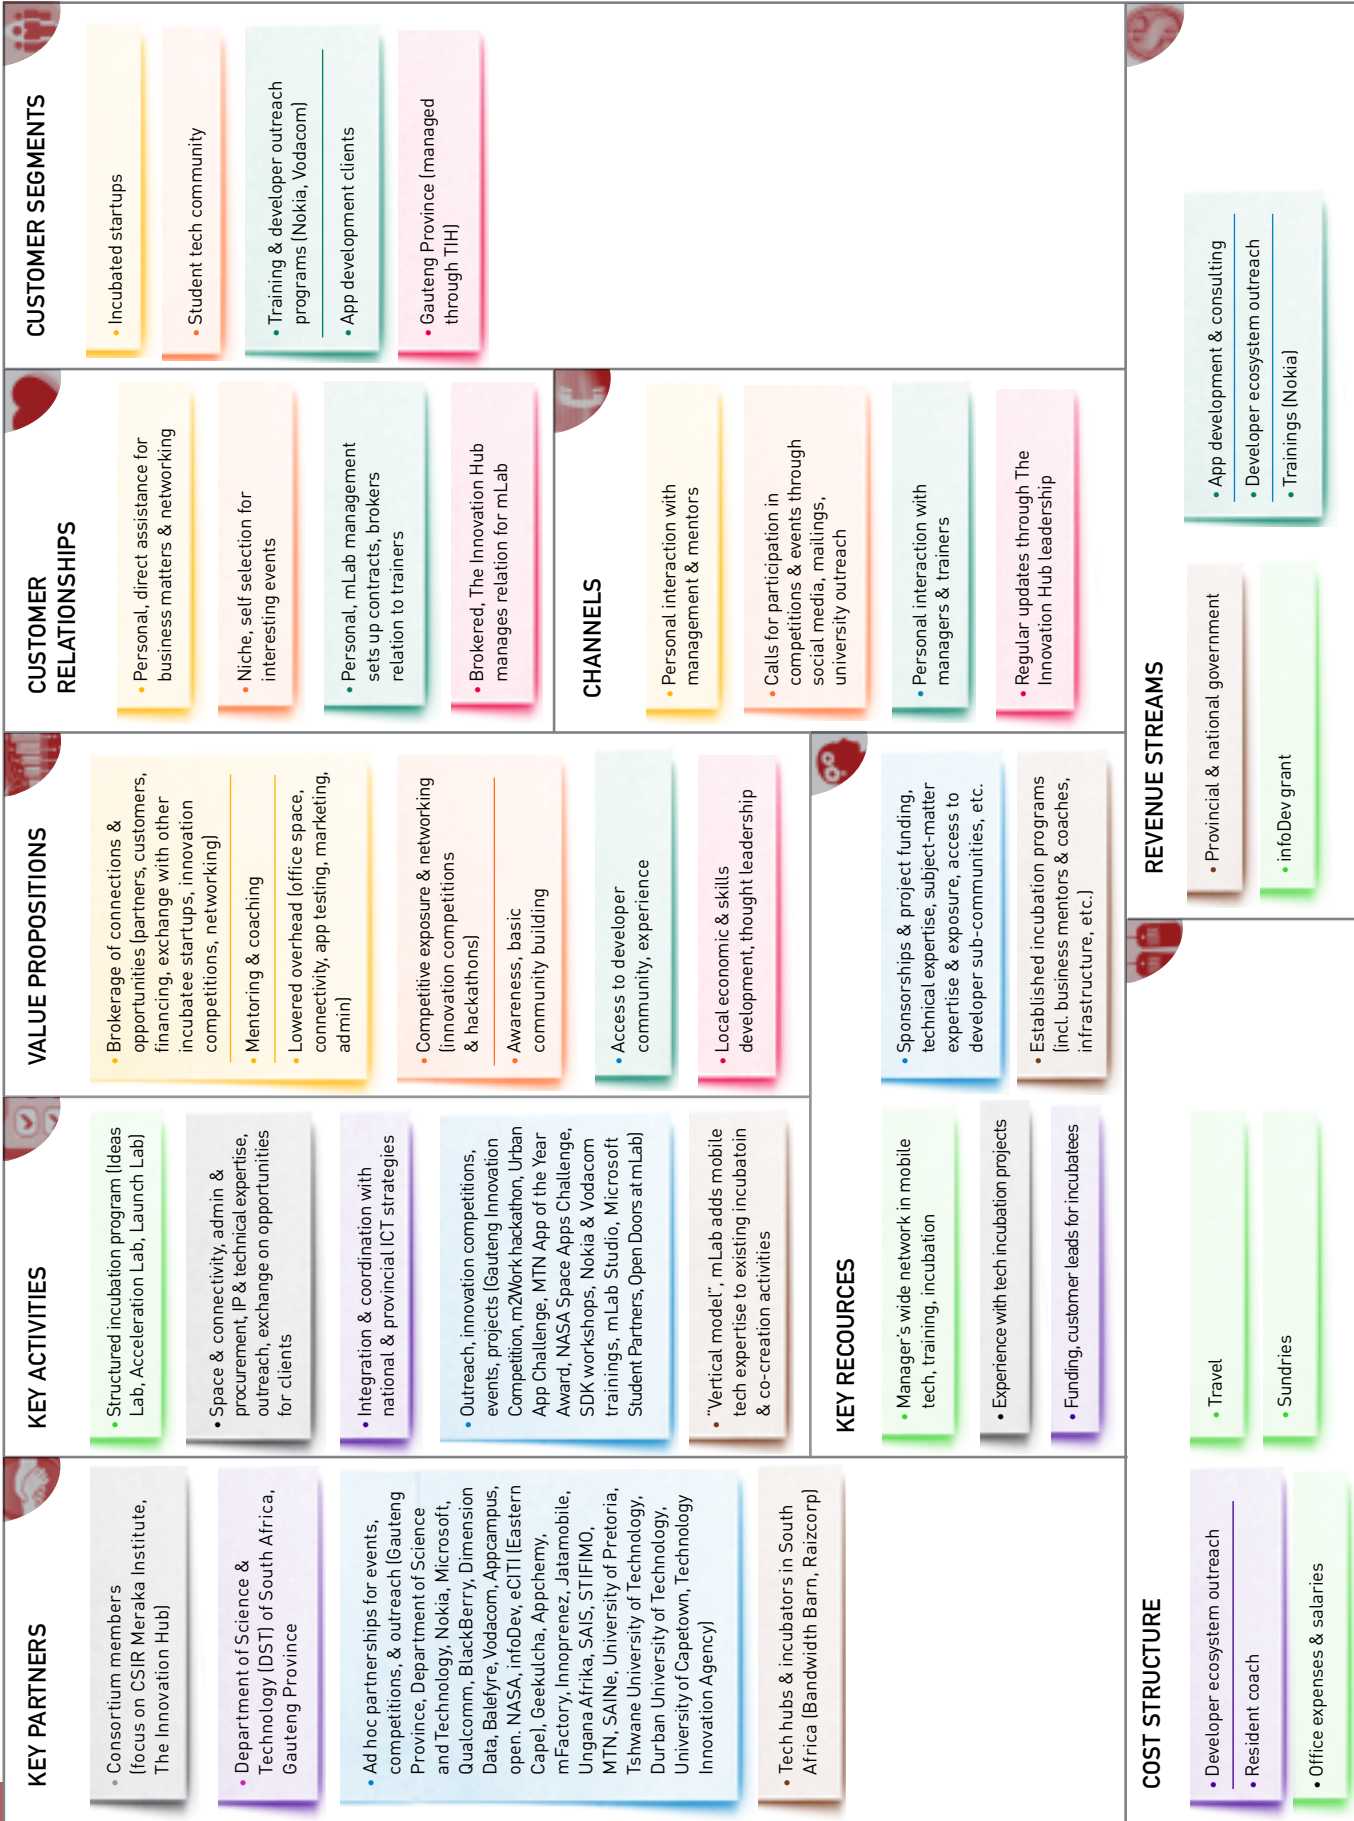 KEY PARTNERS
• Consortium members
(focus on CSIR Meraka Institute,
The Innovation Hub)
• Department of Science &
Technology (DST) of South Africa,
Gauteng Province
• Ad hoc partnerships for events,
competitions, & outreach (Gauteng
Province, Department of Science
and Technology, Nokia, Microsoft,
Qualcomm, BlackBerry, Dimension
Data, Balefyre, Vodacom, Appcampus,
open. NASA, infoDev, eCITI (Eastern
Cape), Geekulcha, Appchemy,
mFactory, Innoprenez, Jatamobile,
Ungana Afrika, SAIS, STIFIMO,
MTN, SAINe, University of Pretoria,
Tshwane University of Technology,
Durban University of Technology,
University of Capetown, Technology
Innovation Agency)
• Tech hubs & incubators in South
Africa (Bandwidth Barn, Raizcorp)
KEY ACTIVITIES
• Structured incubation program (Ideas
Lab, Acceleration Lab, Launch Lab)
• Space & connectivity, admin &
procurement, IP & technical expertise,
outreach, exchange on opportunities
for clients
• Integration & coordination with
national & provincial ICT strategies
• Outreach, innovation competitions,
events, projects (Gauteng Innovation
Competition, m2Work hackathon, Urban
App Challenge, MTN App of the Year
Award, NASA Space Apps Challenge,
SDK workshops, Nokia & Vodacom
trainings, mLab Studio, Microsoft
Student Partners, Open Doors at mLab)
• "Vertical model", mLab adds mobile
tech expertise to existing incubatoin
& co-creation activities
KEY RECOURCES
• Manager's wide network in mobile
tech, training, incubation
• Experience with tech incubation projects
• Funding, customer leads for incubatees
• Sponsorships & project funding,
technical expertise, subject-matter
expertise & exposure, access to
developer sub-communities, etc.
• Established incubation programs
(incl. business mentors & coaches,
infrastructure, etc.)
VALUE PROPOSITIONS
• Brokerage of connections &
opportunities (partners, customers,
financing, exchange with other
incubatee startups, innovation
competitions, networking)
• Mentoring & coaching
• Lowered overhead (office space,
connectivity, app testing, marketing,
admin)
• Competitive exposure & networking
(innovation competitions
& hackathons)
• Awareness, basic
community building
• Access to developer
community, experience
• Local economic & skills
development, thought leadership
CUSTOMER
RELATIONSHIPS
• Personal, direct assistance for
business matters & networking
• Niche, self selection for
interesting events
• Personal, mLab management
sets up contracts, brokers
relation to trainers
• Brokered, The Innovation Hub
manages relation for mLab
CHANNELS
• Personal interaction with
management & mentors
• Calls for participation in
competitions & events through
social media, mailings,
university outreach
• Personal interaction with
managers & trainers
• Regular updates through The
Innovation Hub leadership
CUSTOMER SEGMENTS
• Incubated startups
• Student tech community
• Training & developer outreach
programs (Nokia, Vodacom)
• App development clients
• Gauteng Province (managed
through TIH)
COST STRUCTURE
• Developer ecosystem outreach
• Resident coach
• Office expenses & salaries
• Travel
• Sundries
REVENUE STREAMS
• Provincial & national government
• infoDev grant
• App development & consulting
• Developer ecosystem outreach
• Trainings (Nokia)